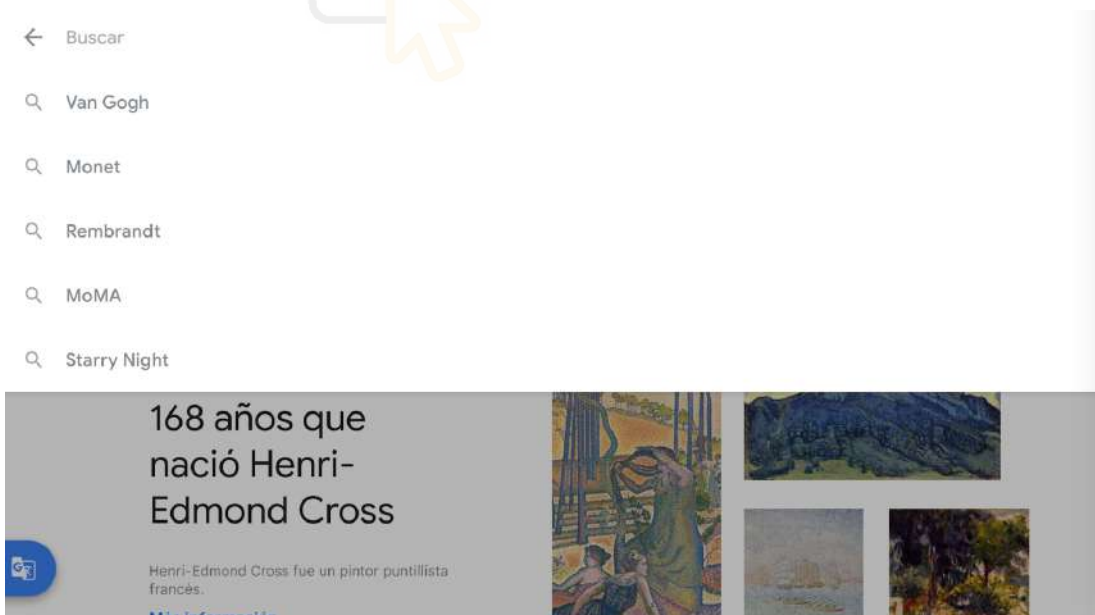 Buscar
Van Gogh
Monet
Rembrandt
MoMA
Starry Night
168 años que
nació Henri-
Edmond Cross
Henri-Edmond Cross fue un pintor puntillista
francés.